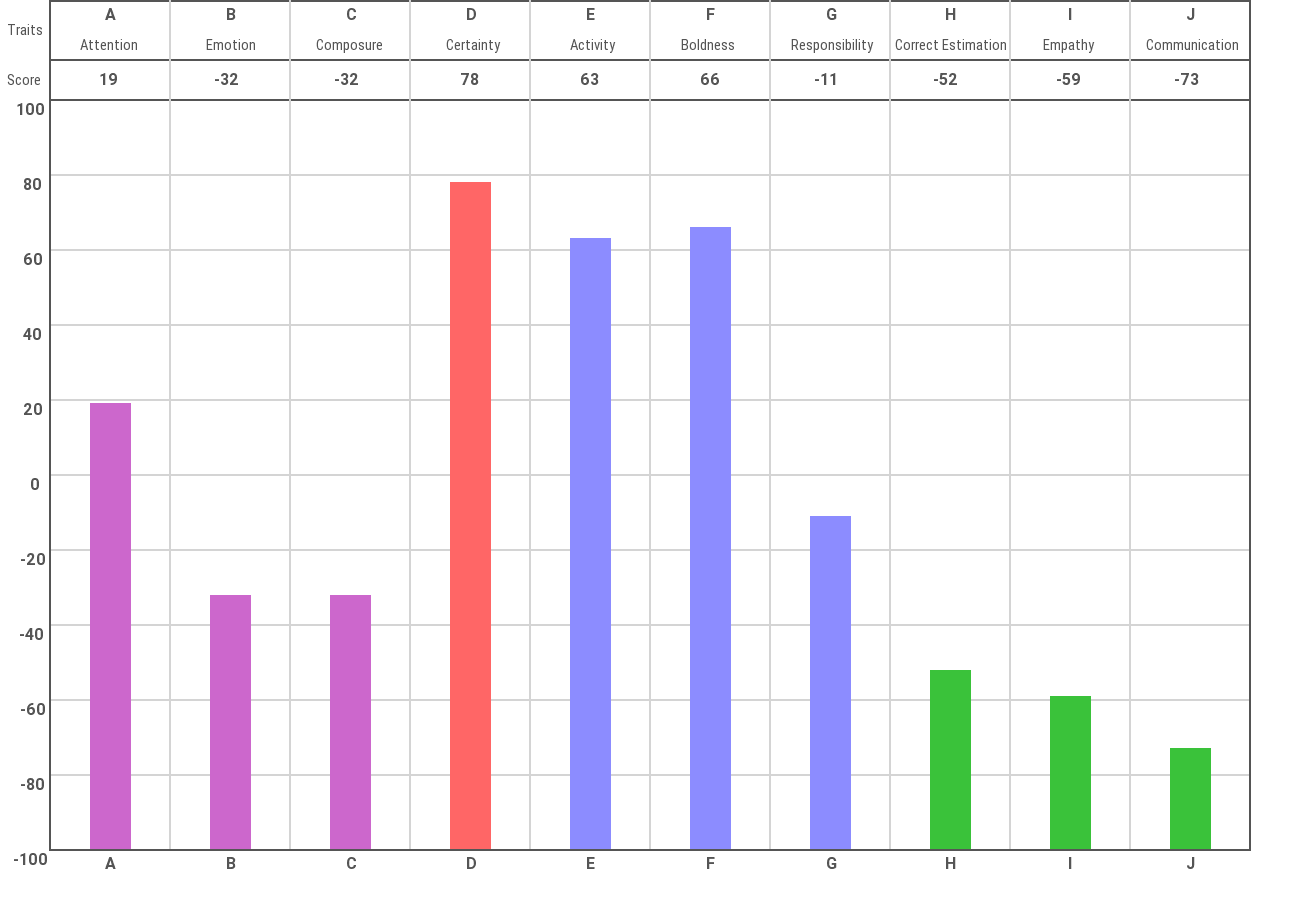 Traits
A B C D E F G H I J
Attention Emotion Composure Certainty Activity Boldness Responsibility Correct Estimation Empathy Communication
Score 19 -32 -32 78 63 66 -11 -52 -59 -73
100
80
60
40
20
0
-20
-40
-60
-80
-100
A B C D E F G H I J